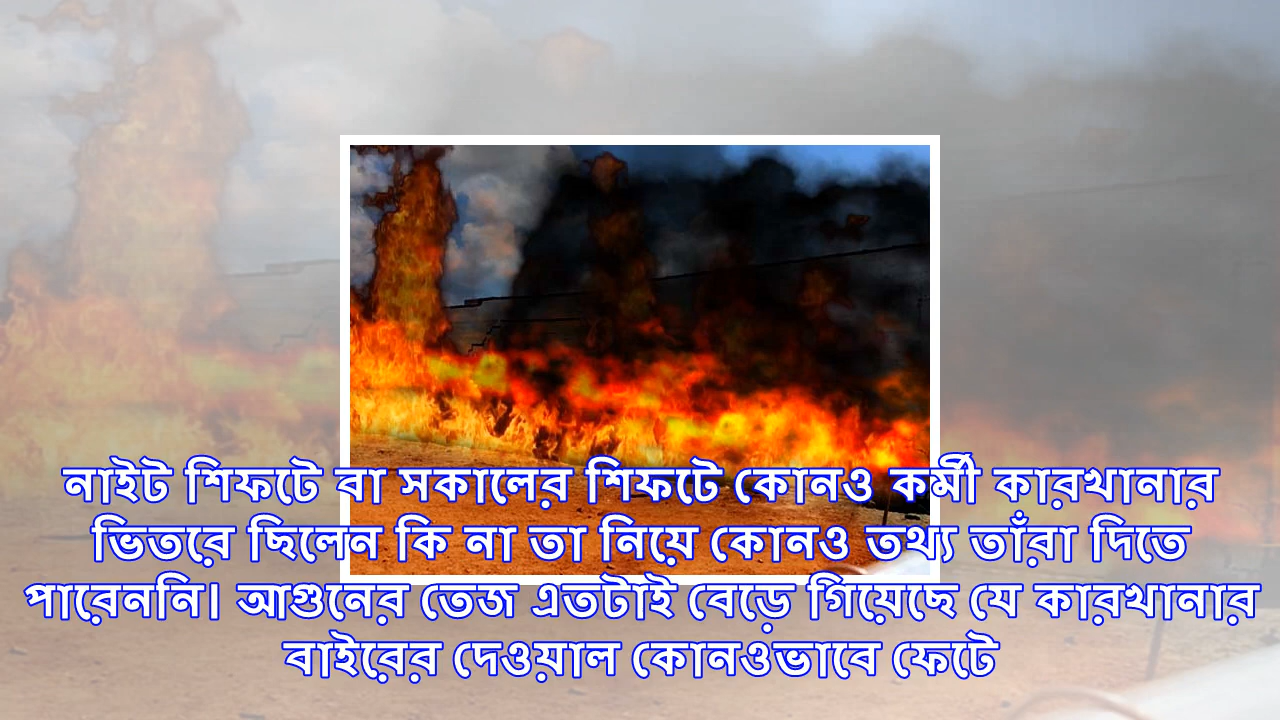 নাইট শিফটে বা সকালের শিফটে কোনও কর্মী কারখানার
ভিতরে ছিলেন কি না তা নিয়ে কোনও তথ্য তাঁরা দিতে
পারেননি। আগুনের তেজ এতটাই বেড়ে গিয়েছে যে কারখানার
বাইরের দেওয়াল কোনওভাবে ফেটে